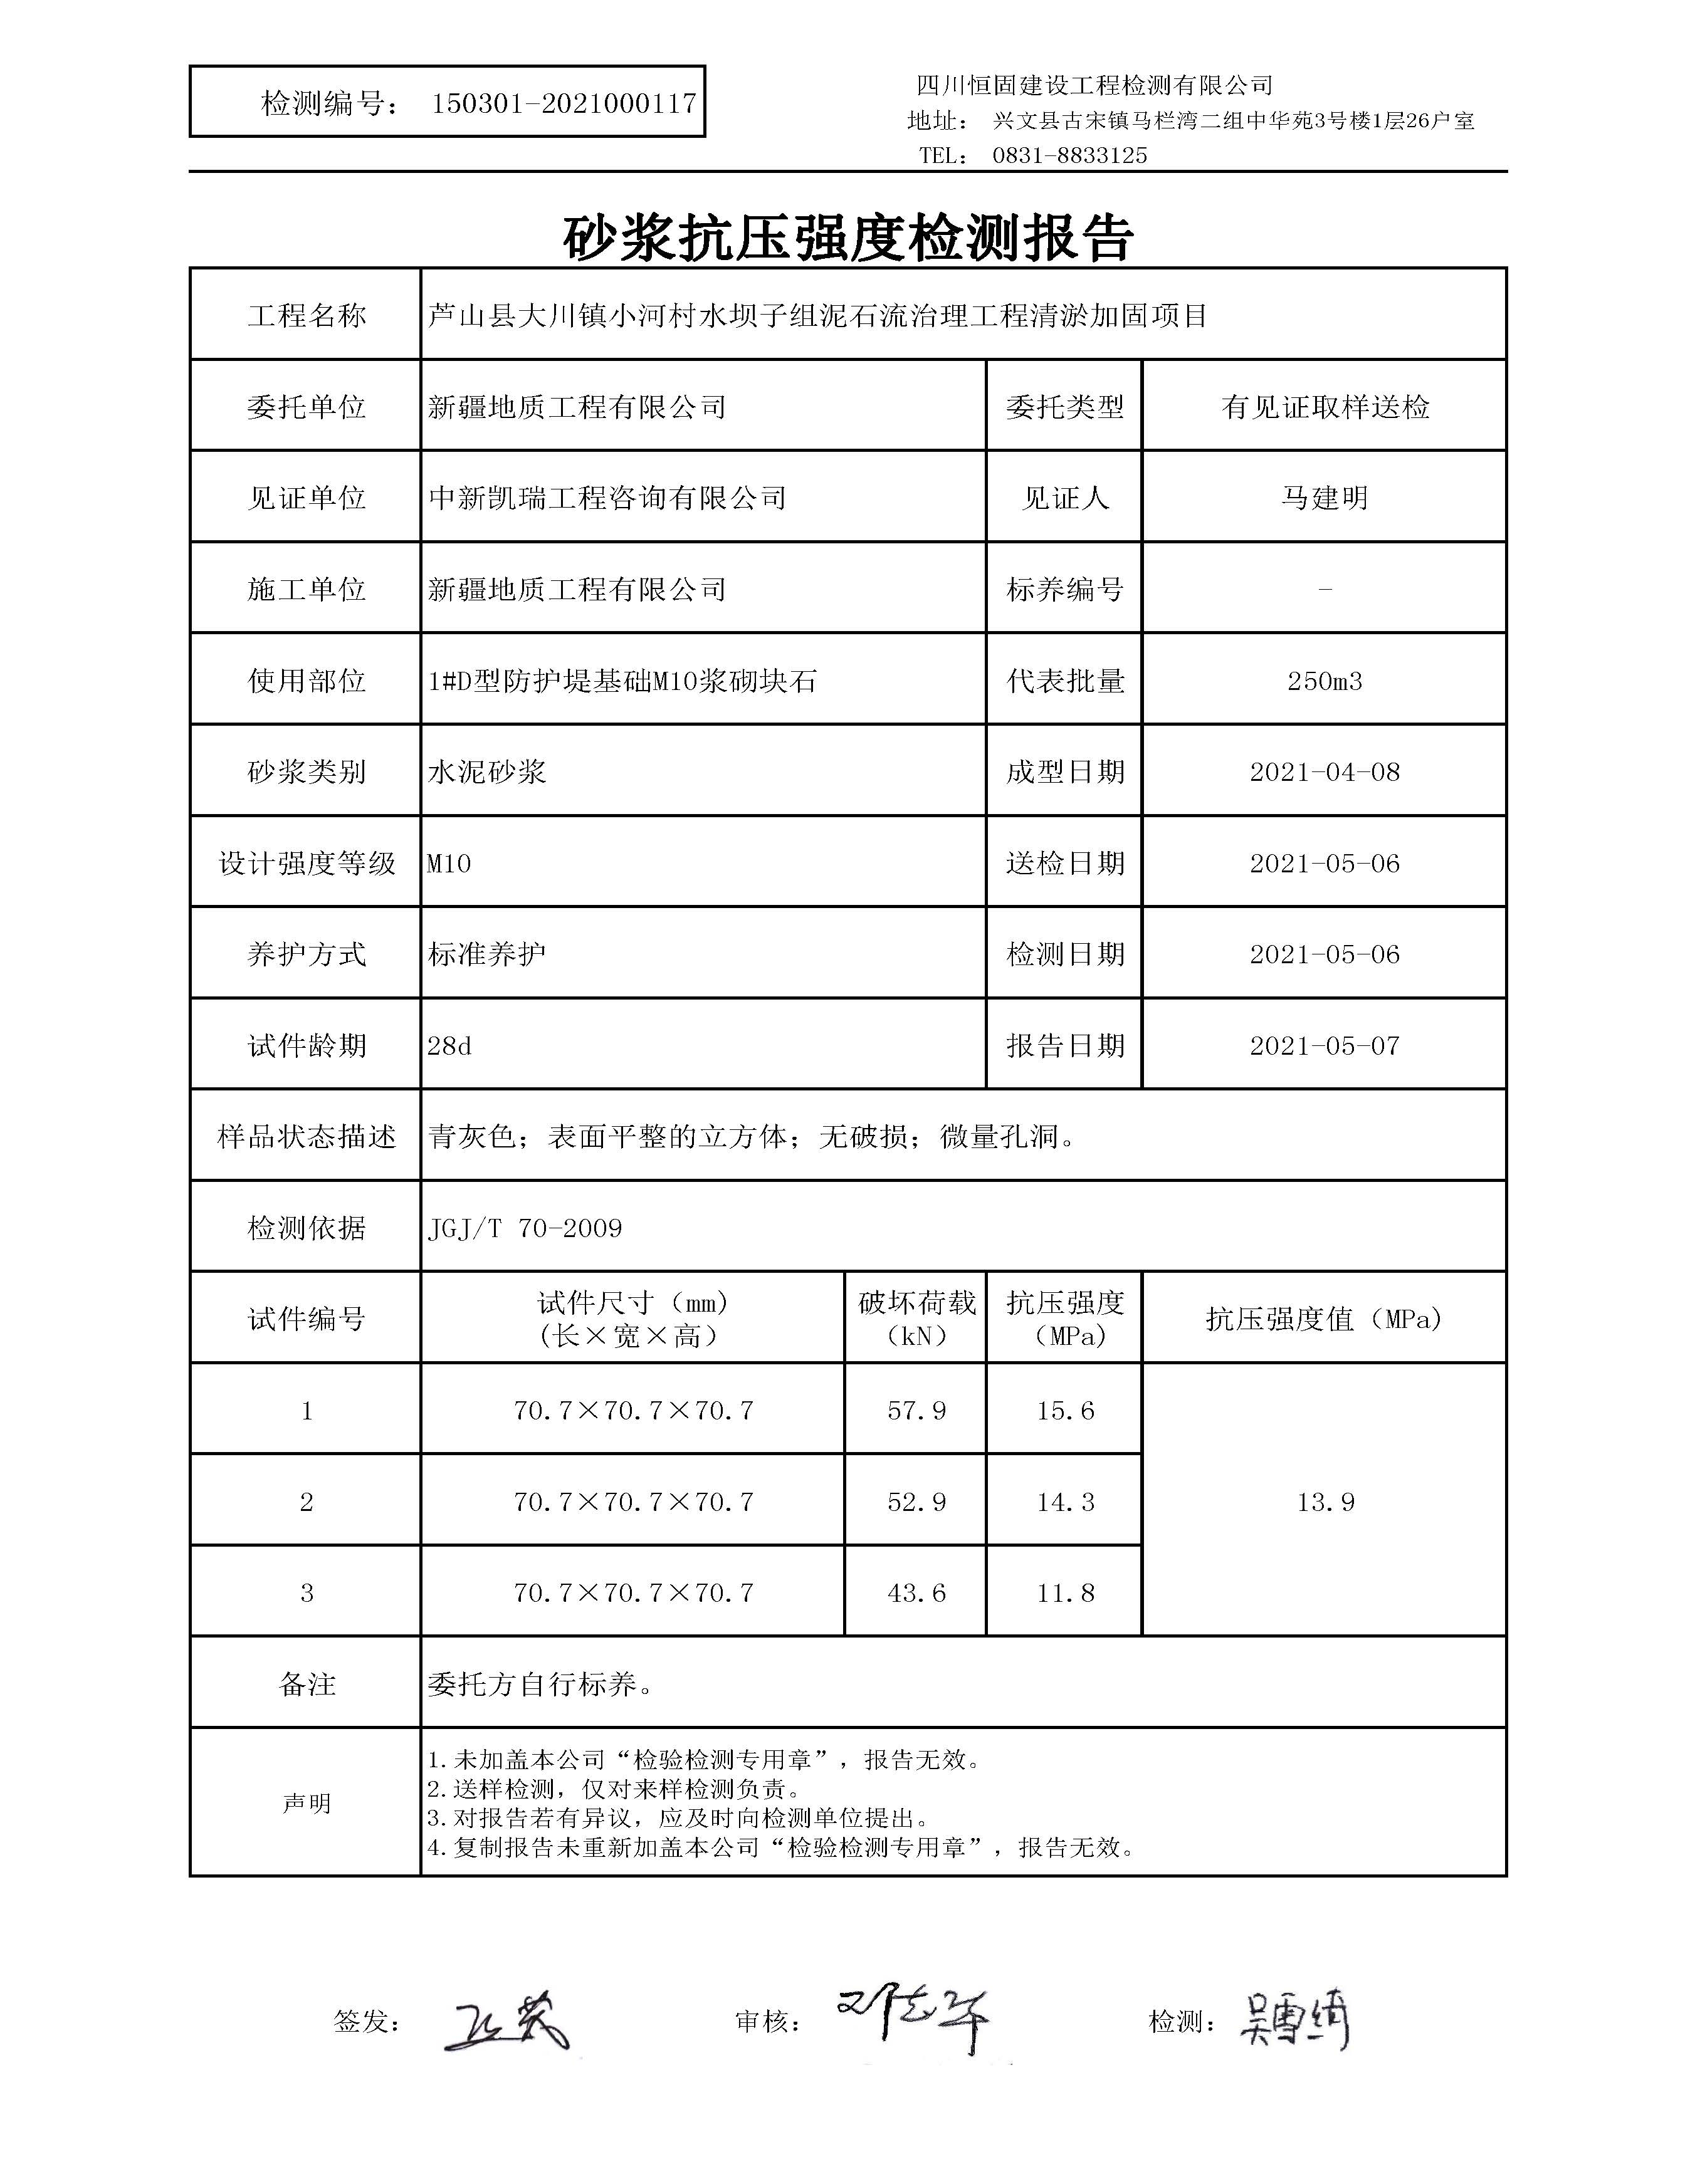 检测编号： 150301-2021000117
四川恒固建设工程检测有限公司
地址： 兴文县古宋镇马栏湾二组中华苑3号楼1层26户室
TEL： 0831-8833125
砂浆抗压强度检测报告
工程名称 芦山县大川镇小河村水坝子组泥石流治理工程清淤加固项目
委托单位 新疆地质工程有限公司 委托类型 有见证取样送检
见证单位 中新凯瑞工程咨询有限公司 见证人 马建明
施工单位 新疆地质工程有限公司 标养编号 -
使用部位 1#D型防护堤基础M10浆砌块石 代表批量 250m3
砂浆类别 水泥砂浆 成型日期 2021-04-08
设计强度等级 M10 送检日期 2021-05-06
养护方式 标准养护 检测日期 2021-05-06
试件龄期 28d 报告日期 2021-05-07
样品状态描述 青灰色；表面平整的立方体；无破损；微量孔洞。
检测依据 JGJ/T 70-2009
试件编号 试件尺寸（mm) (长×宽×高） 破坏荷载（kN） 抗压强度（MPa) 抗压强度值（MPa)
1 70.7×70.7×70.7 57.9 15.6
2 70.7×70.7×70.7 52.9 14.3 13.9
3 70.7×70.7×70.7 43.6 11.8
备注 委托方自行标养。
声明
1.未加盖本公司“检验检测专用章”，报告无效。
2.送样检测，仅对来样检测负责。
3.对报告若有异议，应及时向检测单位提出。
4.复制报告未重新加盖本公司“检验检测专用章”，报告无效。
签发： 审核： 检测：吴雪绮